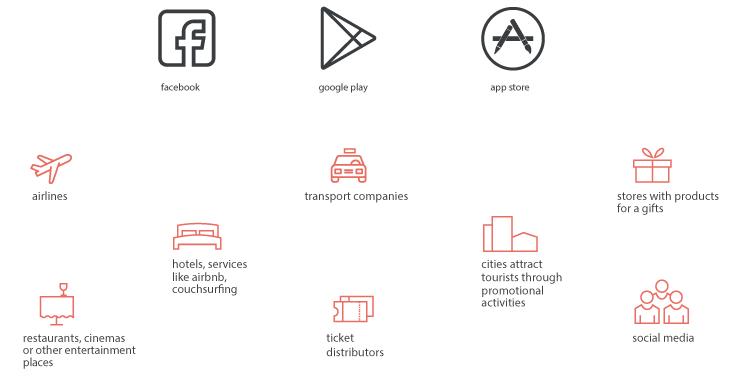 facebook
google play
app store
airlines
transport companies
stores with products
for a gifts
hotels, services
like airbnb,
couchsurfing
cities attract
tourists through
promotional
activities
restaurants, cinemas
or other entertainment
places
ticket
distributors
social media